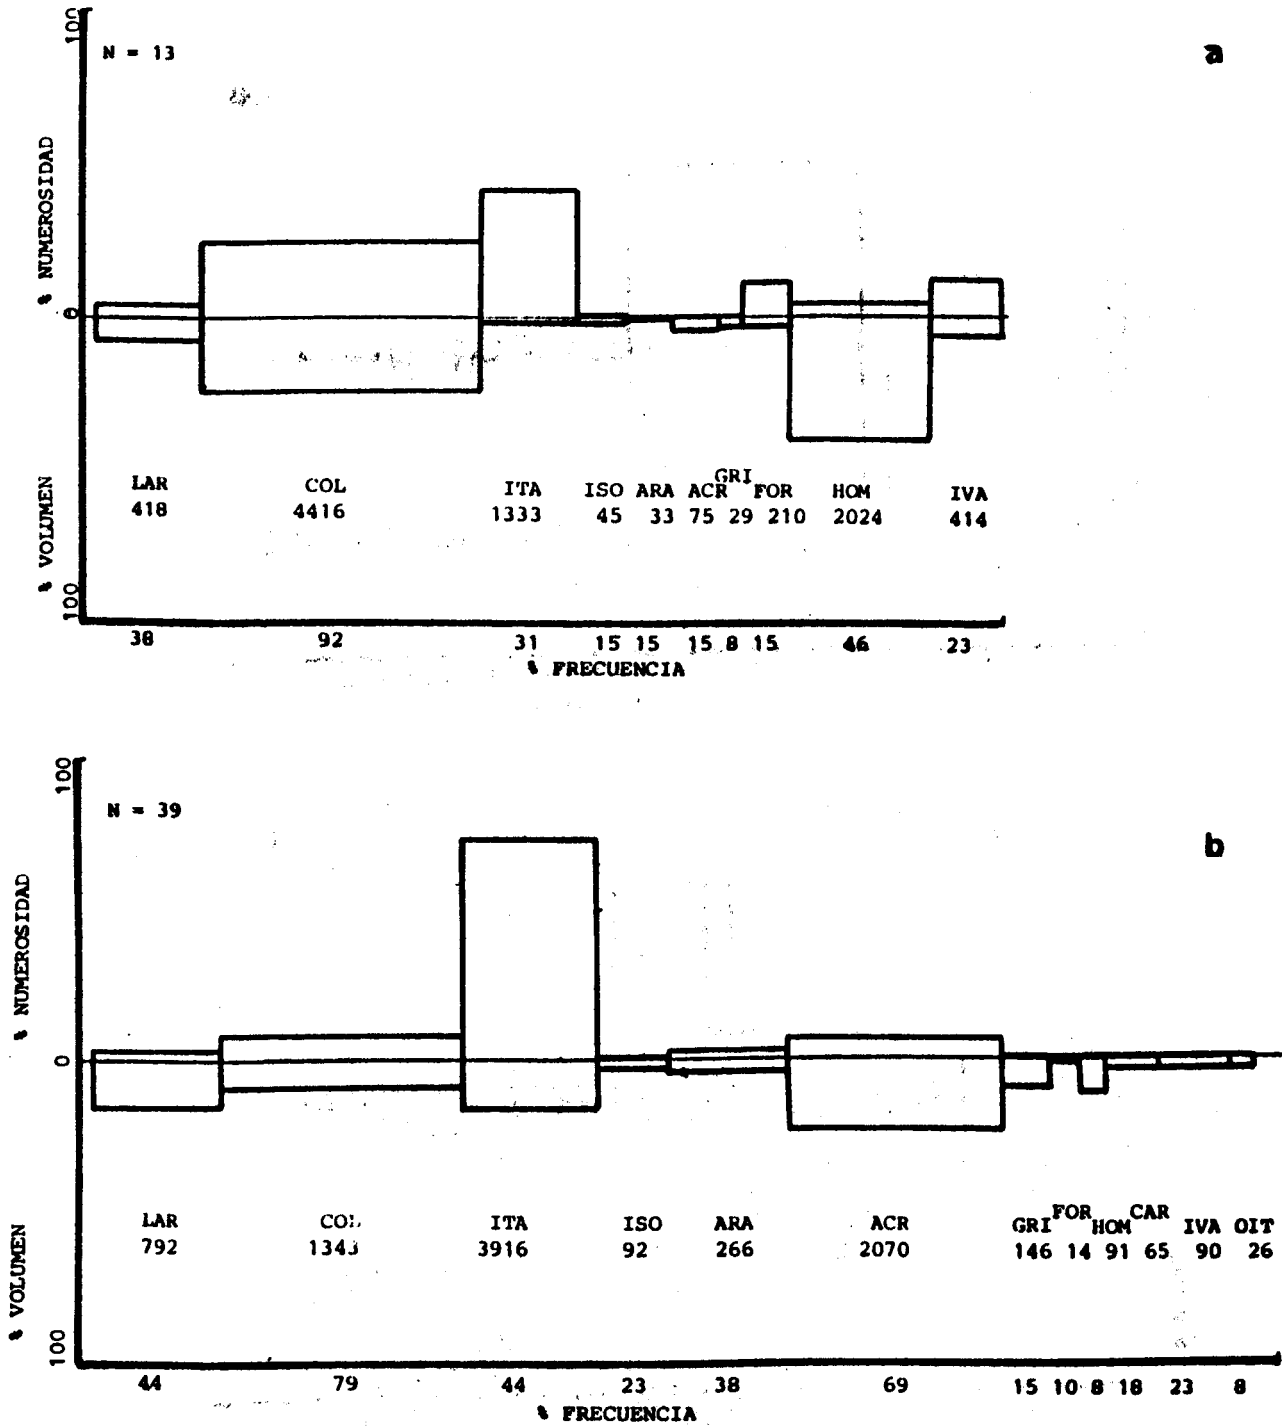 100
N = 13
a
% NUMEROSIDAD
0
% VOLUMEN
100
LAR COL ITA ISO ARA ACR GRI FOR HOM IVA
418 4416 1333 45 33 75 29 210 2024 414
38 92 31 15 15 15 8 15 46 23
% FRECUENCIA
100
N = 39
b
% NUMEROSIDAD
0
% VOLUMEN
100
LAR COL ITA ISO ARA ACR GRI FOR HOM CAR IVA OIT
792 1343 3916 92 266 2070 146 14 91 65 90 26
44 79 44 23 38 69 15 10 8 18 23 8
% FRECUENCIA